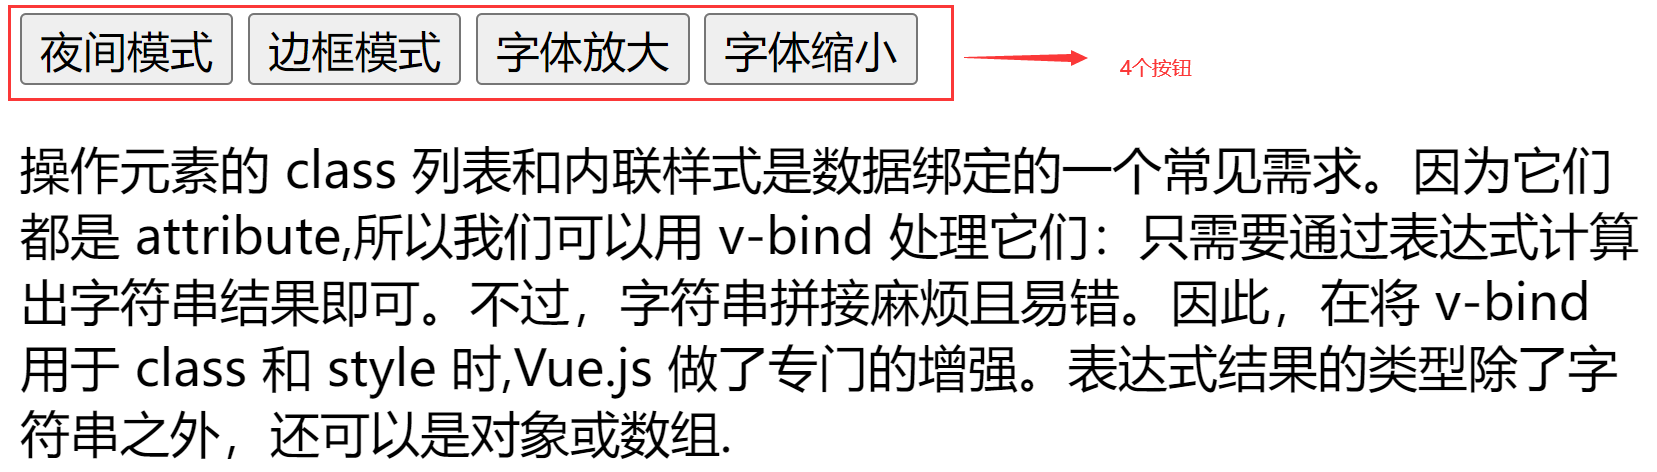 夜间模式 边框模式 字体放大 字体缩小 4个按钮
操作元素的 class 列表和内联样式是数据绑定的一个常见需求。因为它们
都是 attribute,所以我们可以用 v-bind 处理它们：只需要通过表达式计算
出字符串结果即可。不过，字符串拼接麻烦且易错。因此，在将 v-bind
用于 class 和 style 时,Vue.js 做了专门的增强。表达式结果的类型除了字
符串之外，还可以是对象或数组.